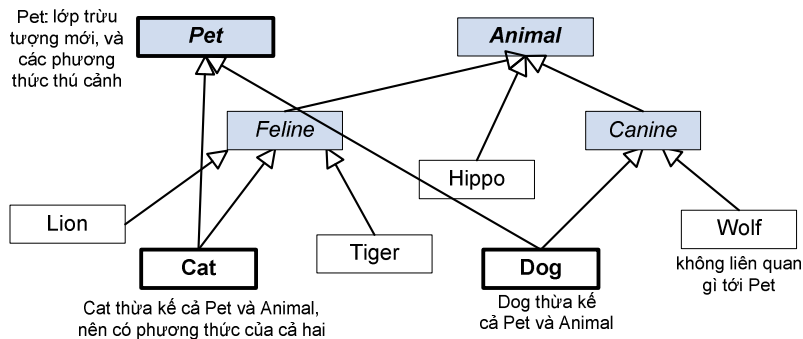 Pet: lớp trừu
tượng mới, và
các phương
thức thú cảnh
Pet
Animal
Feline
Canine
Hippo
Lion
Wolf
Tiger
Cat
Dog
không liên quan
gì tới Pet
Cat thừa kế cả Pet và Animal,
nên có phương thức của cả hai
Dog thừa kế
cả Pet và Animal